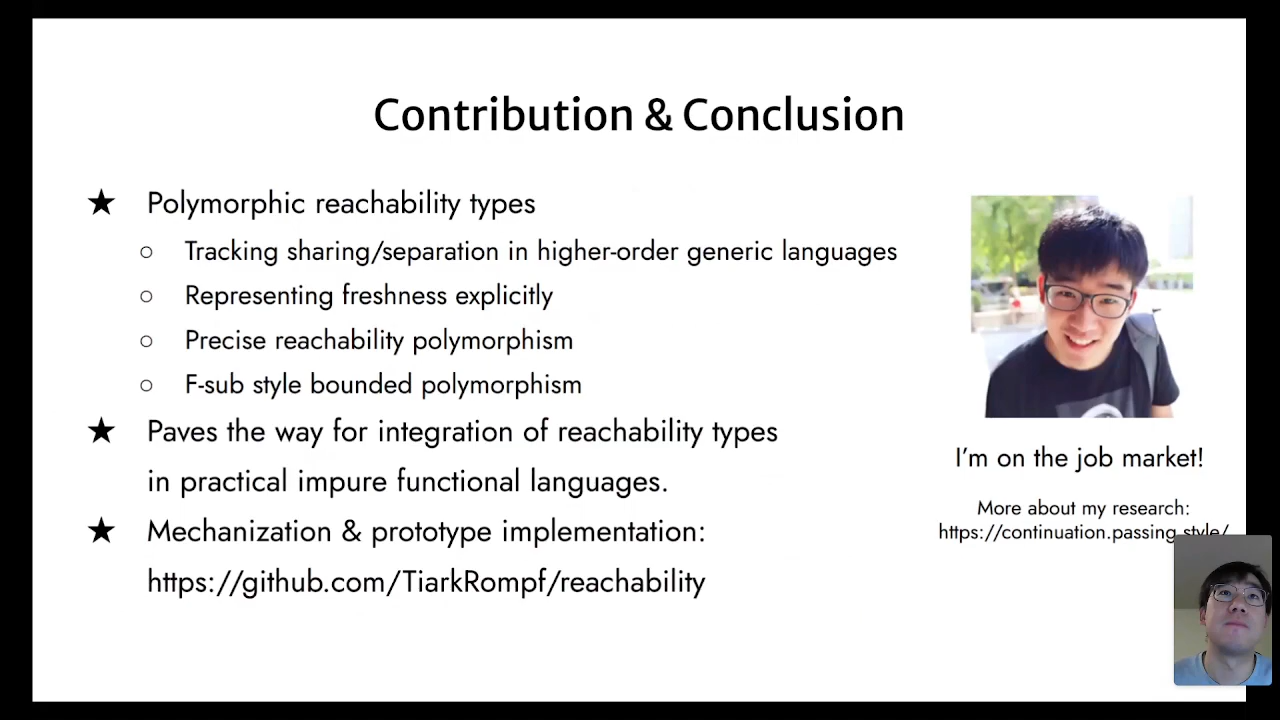 Contribution & Conclusion
★ Polymorphic reachability types
○ Tracking sharing/separation in higher-order generic languages
○ Representing freshness explicitly
○ Precise reachability polymorphism
○ F-sub style bounded polymorphism
★ Paves the way for integration of reachability types
in practical impure functional languages.
★ Mechanization & prototype implementation:
https://github.com/TiarkRompf/reachability
I'm on the job market!
More about my research:
https://continuation.passing.style/